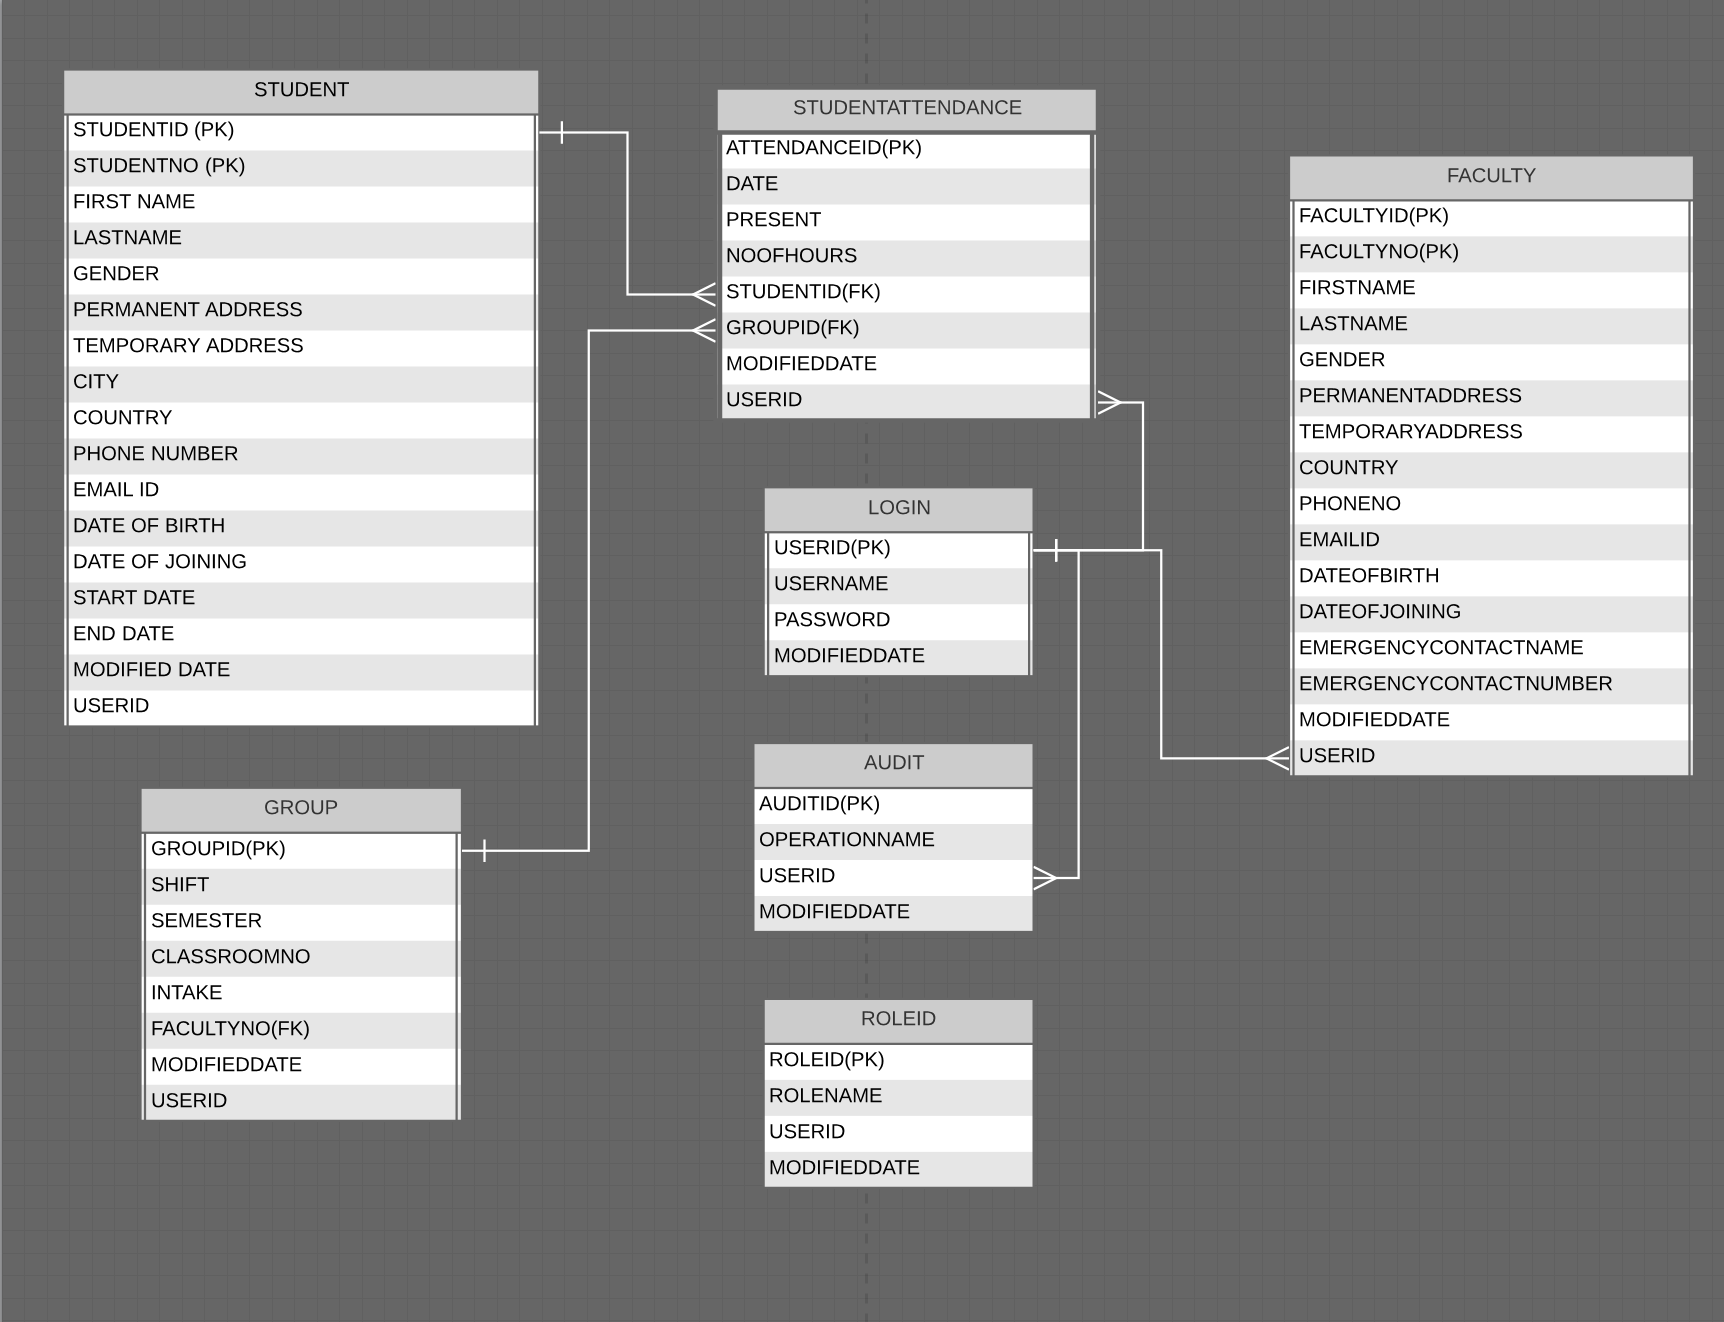 STUDENT
STUDENTID (PK)
STUDENTNO (PK)
FIRST NAME
LASTNAME
GENDER
PERMANENT ADDRESS
TEMPORARY ADDRESS
CITY
COUNTRY
PHONE NUMBER
EMAIL ID
DATE OF BIRTH
DATE OF JOINING
START DATE
END DATE
MODIFIED DATE
USERID
GROUP
GROUPID(PK)
SHIFT
SEMESTER
CLASSROOMNO
INTAKE
FACULTYNO(FK)
MODIFIEDDATE
USERID
STUDENTATTENDANCE
ATTENDANCEID(PK)
DATE
PRESENT
NOOFHOURS
STUDENTID(FK)
GROUPID(FK)
MODIFIEDDATE
USERID
LOGIN
USERID(PK)
USERNAME
PASSWORD
MODIFIEDDATE
AUDIT
AUDITID(PK)
OPERATIONNAME
USERID
MODIFIEDDATE
ROLEID
ROLEID(PK)
ROLENAME
USERID
MODIFIEDDATE
FACULTY
FACULTYID(PK)
FACULTYNO(PK)
FIRSTNAME
LASTNAME
GENDER
PERMANENTADDRESS
TEMPORARYADDRESS
COUNTRY
PHONENO
EMAILID
DATEOFBIRTH
DATEOFJOINING
EMERGENCYCONTACTNAME
EMERGENCYCONTACTNUMBER
MODIFIEDDATE
USERID